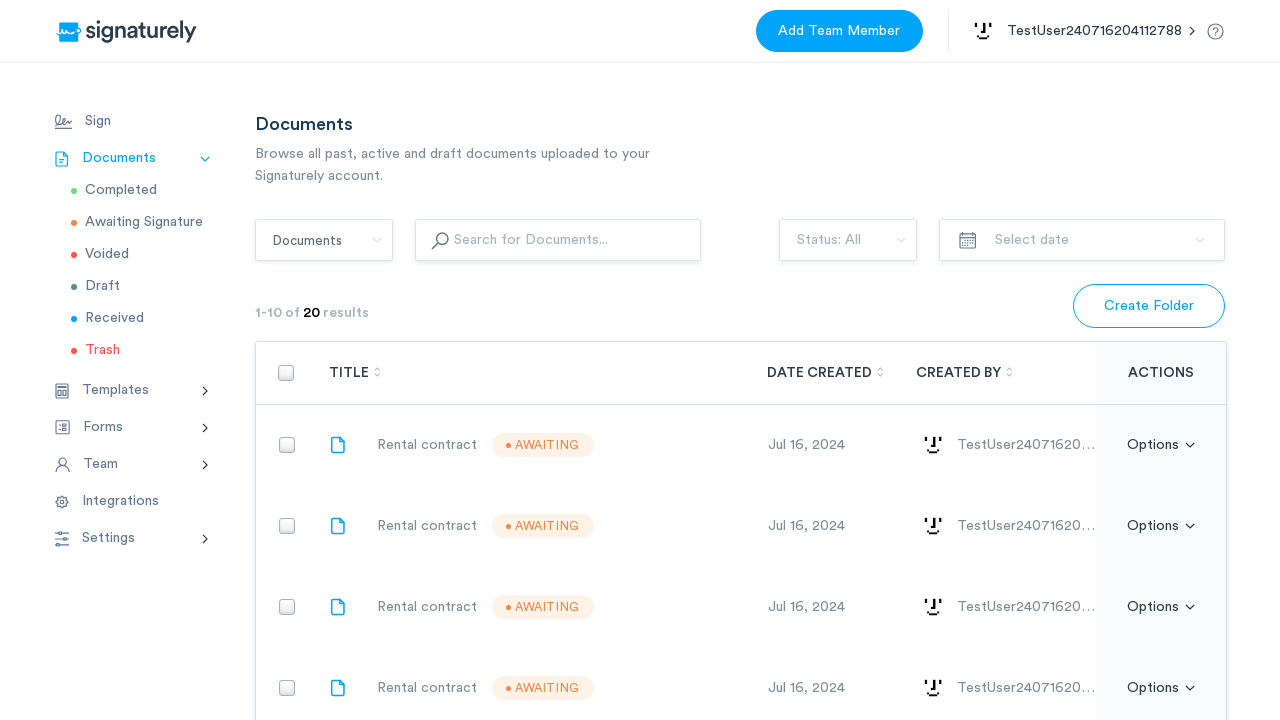 signaturely
Add Team Member
TestUser240716204112788
Sign
Documents
Completed
Awaiting Signature
Voided
Draft
Received
Trash
Templates
Forms
Team
Integrations
Settings
Documents
Browse all past, active and draft documents uploaded to your
Signaturely account.
Documents
Search for Documents...
Status: All
Select date
1-10 of 20 results
Create Folder
TITLE DATE CREATED CREATED BY ACTIONS
Rental contract AWAITING Jul 16, 2024 TestUser24071620... Options
Rental contract AWAITING Jul 16, 2024 TestUser24071620... Options
Rental contract AWAITING Jul 16, 2024 TestUser24071620... Options
Rental contract AWAITING Jul 16, 2024 TestUser24071620... Options